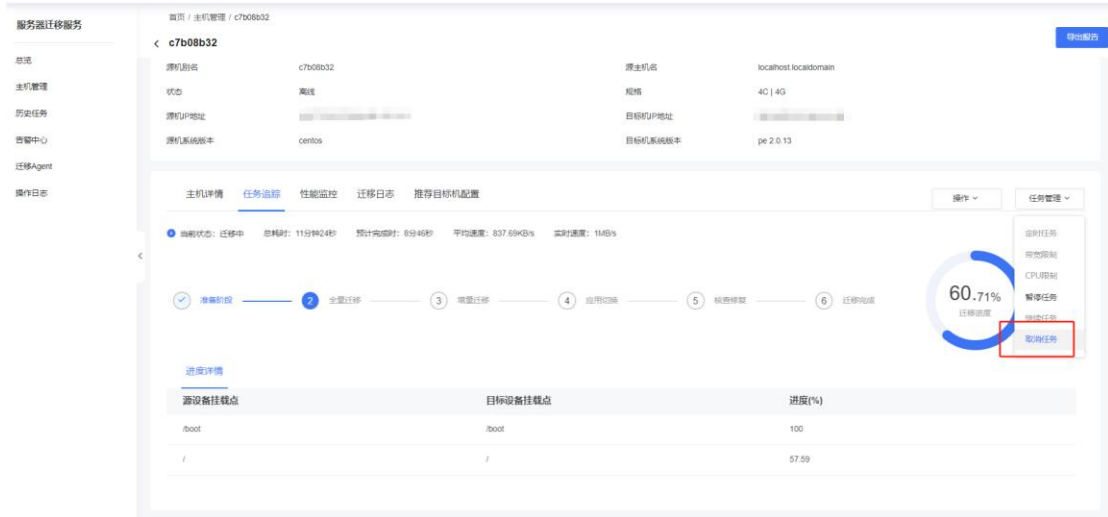 服务器迁移服务
总览
主机管理
历史任务
告警中心
迁移Agent
操作日志
首页 / 主机管理 / c7b08b32
c7b08b32
导出报告
源机别名 c7b08b32 源主机名 localhost.localdomain
状态 离线 规格 4C | 4G
源机IP地址 目标机IP地址
源机系统版本 centos 目标机系统版本 pe 2.0.13
主机详情 任务追踪 性能监控 迁移日志 推荐目标机配置 操作 任务管理
当前状态：迁移中 总耗时：11分钟24秒 预计完成时：8分46秒 平均速度：837.69KB/s 实时速度：1MB/s
定时任务
带宽限制
CPU限制
暂停任务
继续任务
取消任务
准备阶段 2 全量迁移 3 增量迁移 4 应用切换 5 核查修复 6 迁移完成
60.71%
迁移进度
进度详情
源设备挂载点 目标设备挂载点 进度(%)
/boot /boot 100
/ / 57.59